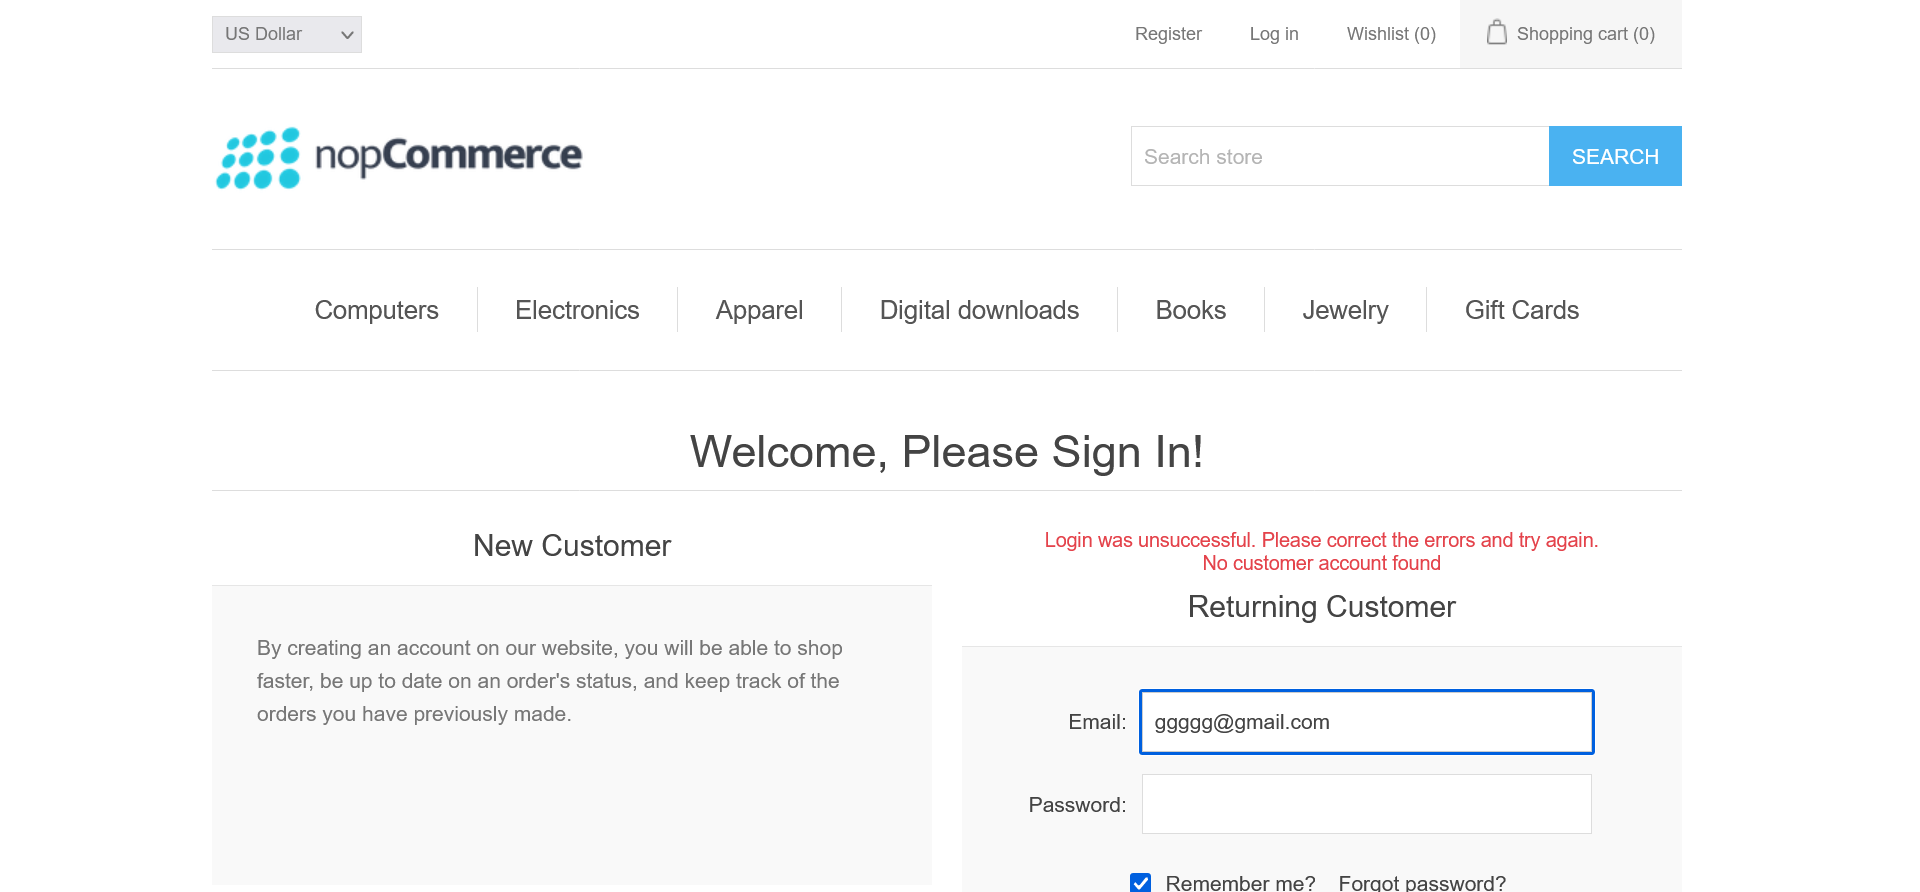 US Dollar
Register
Log in
Wishlist (0)
Shopping cart (0)
nopCommerce
Search store
SEARCH
Computers
Electronics
Apparel
Digital downloads
Books
Jewelry
Gift Cards
Welcome, Please Sign In!
New Customer
By creating an account on our website, you will be able to shop
faster, be up to date on an order's status, and keep track of the
orders you have previously made.
Login was unsuccessful. Please correct the errors and try again.
No customer account found
Returning Customer
Email: ggggg@gmail.com
Password:
Remember me? Forgot password?